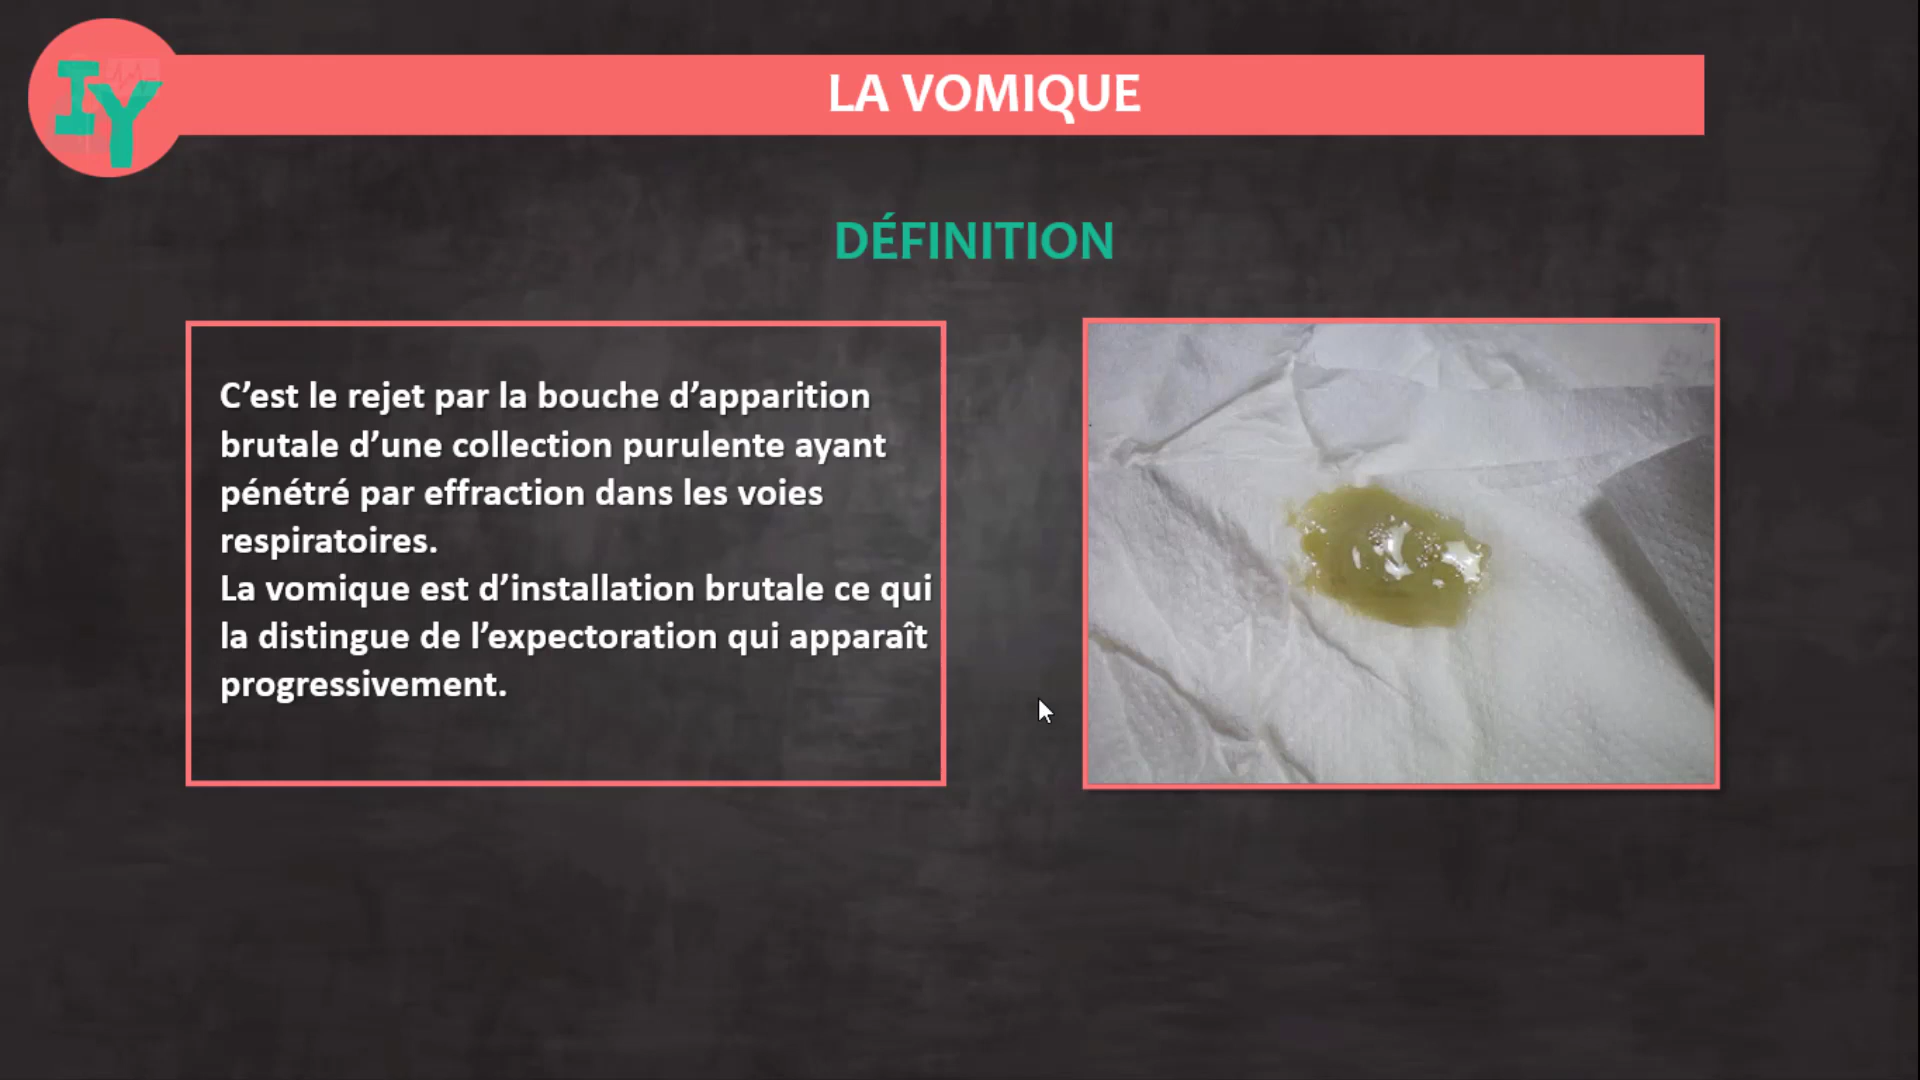 IY
LA VOMIQUE
DÉFINITION
C’est le rejet par la bouche d’apparition
brutale d’une collection purulente ayant
pénétré par effraction dans les voies
respiratoires.
La vomique est d’installation brutale ce qui
la distingue de l’expectoration qui apparaît
progressivement.